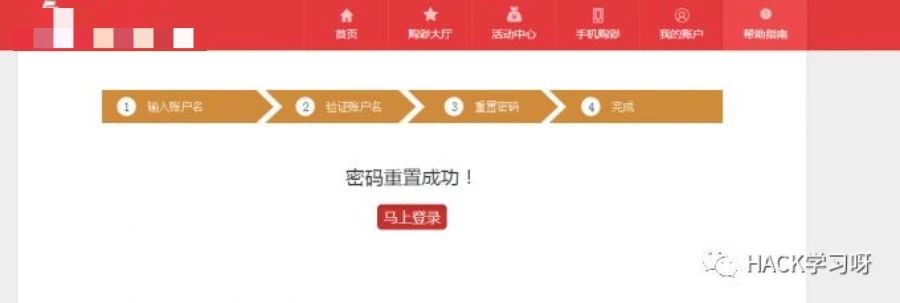 首页 购彩大厅 活动中心 手机购彩 我的账户 帮助指南
1 输入账户名 2 验证账户名 3 重置密码 4 完成
密码重置成功！
马上登录
HACK学习呀